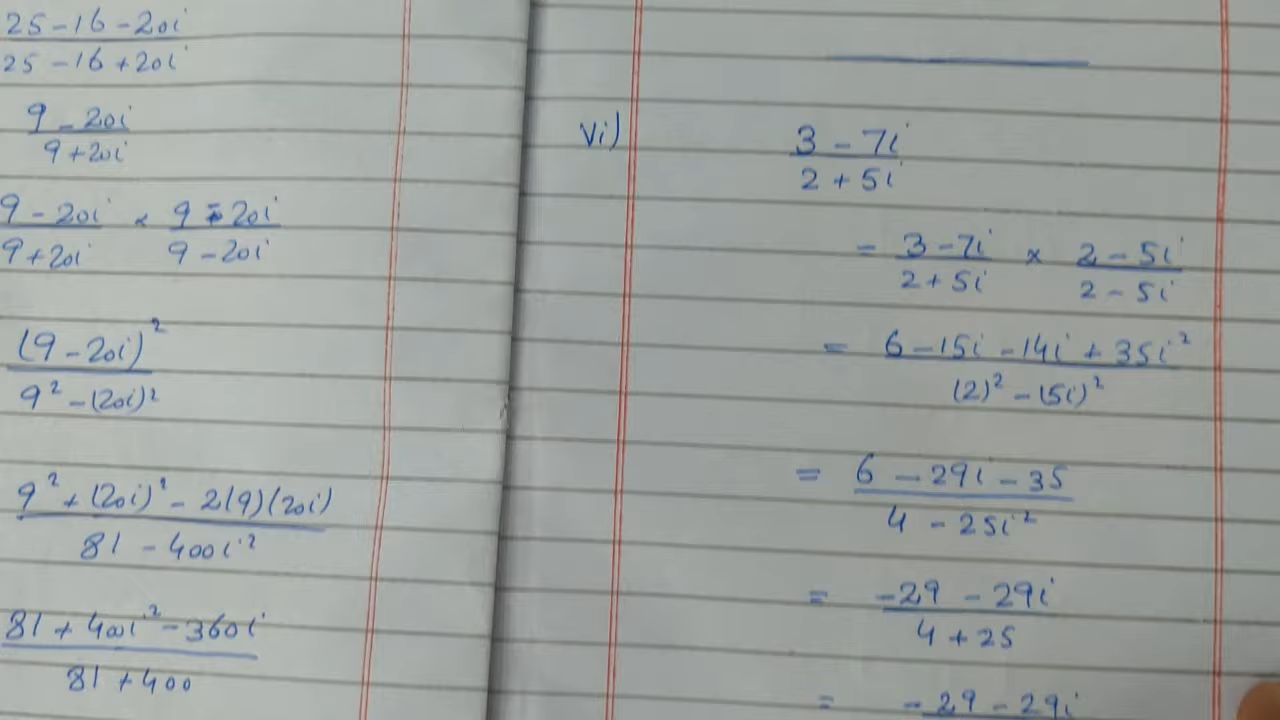 25 - 16 - 20i
25 - 16 + 20i
9 - 20i
9 + 20i
9 - 20i × 9 - 20i
9 + 20i 9 - 20i
(9 - 20i)²
9² - (20i)²
9² + (20i)² - 2(9)(20i)
81 - 400i²
81 + 400i² - 360i
81 + 400
vi)
3 - 7i
2 + 5i
= 3 - 7i × 2 - 5i
2 + 5i 2 - 5i
= 6 - 15i - 14i + 35i²
(2)² - (5i)²
= 6 - 29i - 35
4 - 25i²
= -29 - 29i
4 + 25
= -29 - 29i